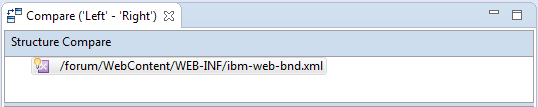 Compare ('Left' - 'Right')
Structure Compare
/forum/WebContent/WEB-INF/ibm-web-bnd.xml